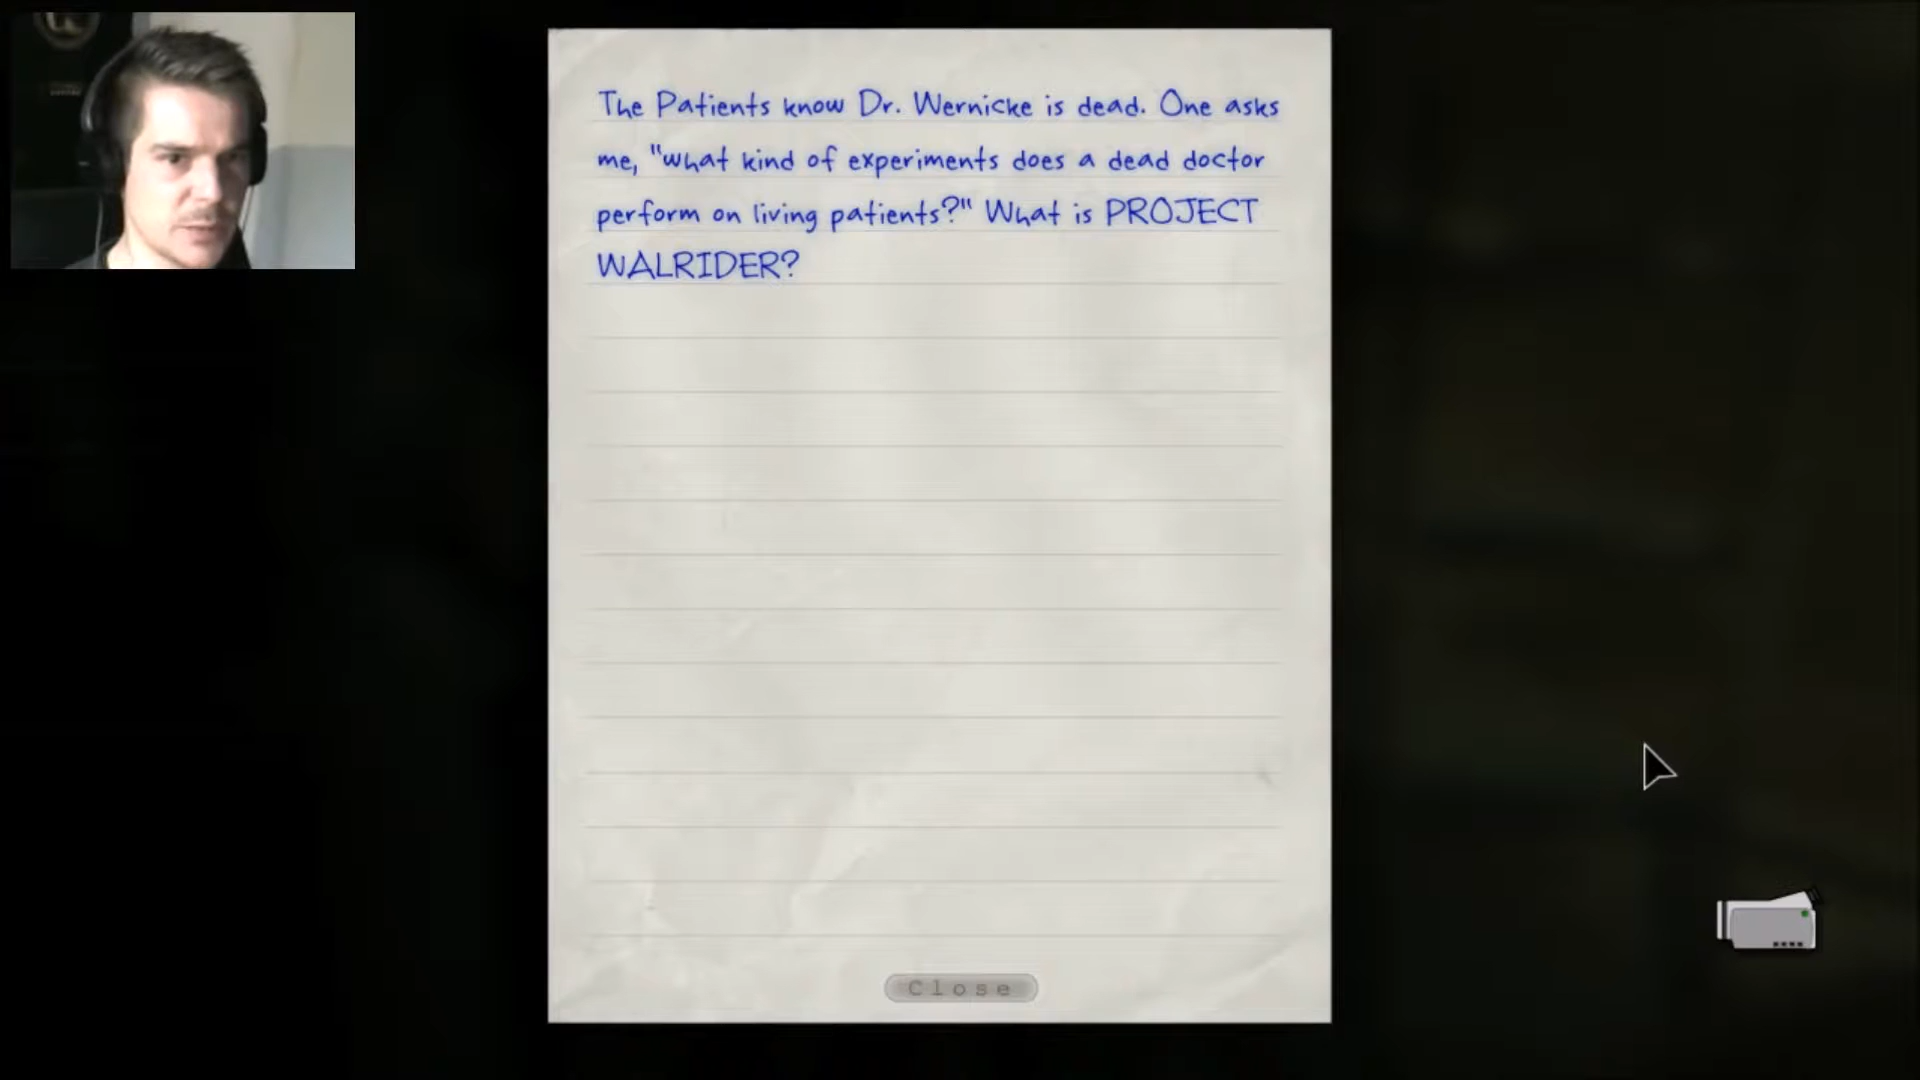 The Patients know Dr. Wernicke is dead. One asks
me, "what kind of experiments does a dead doctor
perform on living patients?" What is PROJECT
WALRIDER?
Close